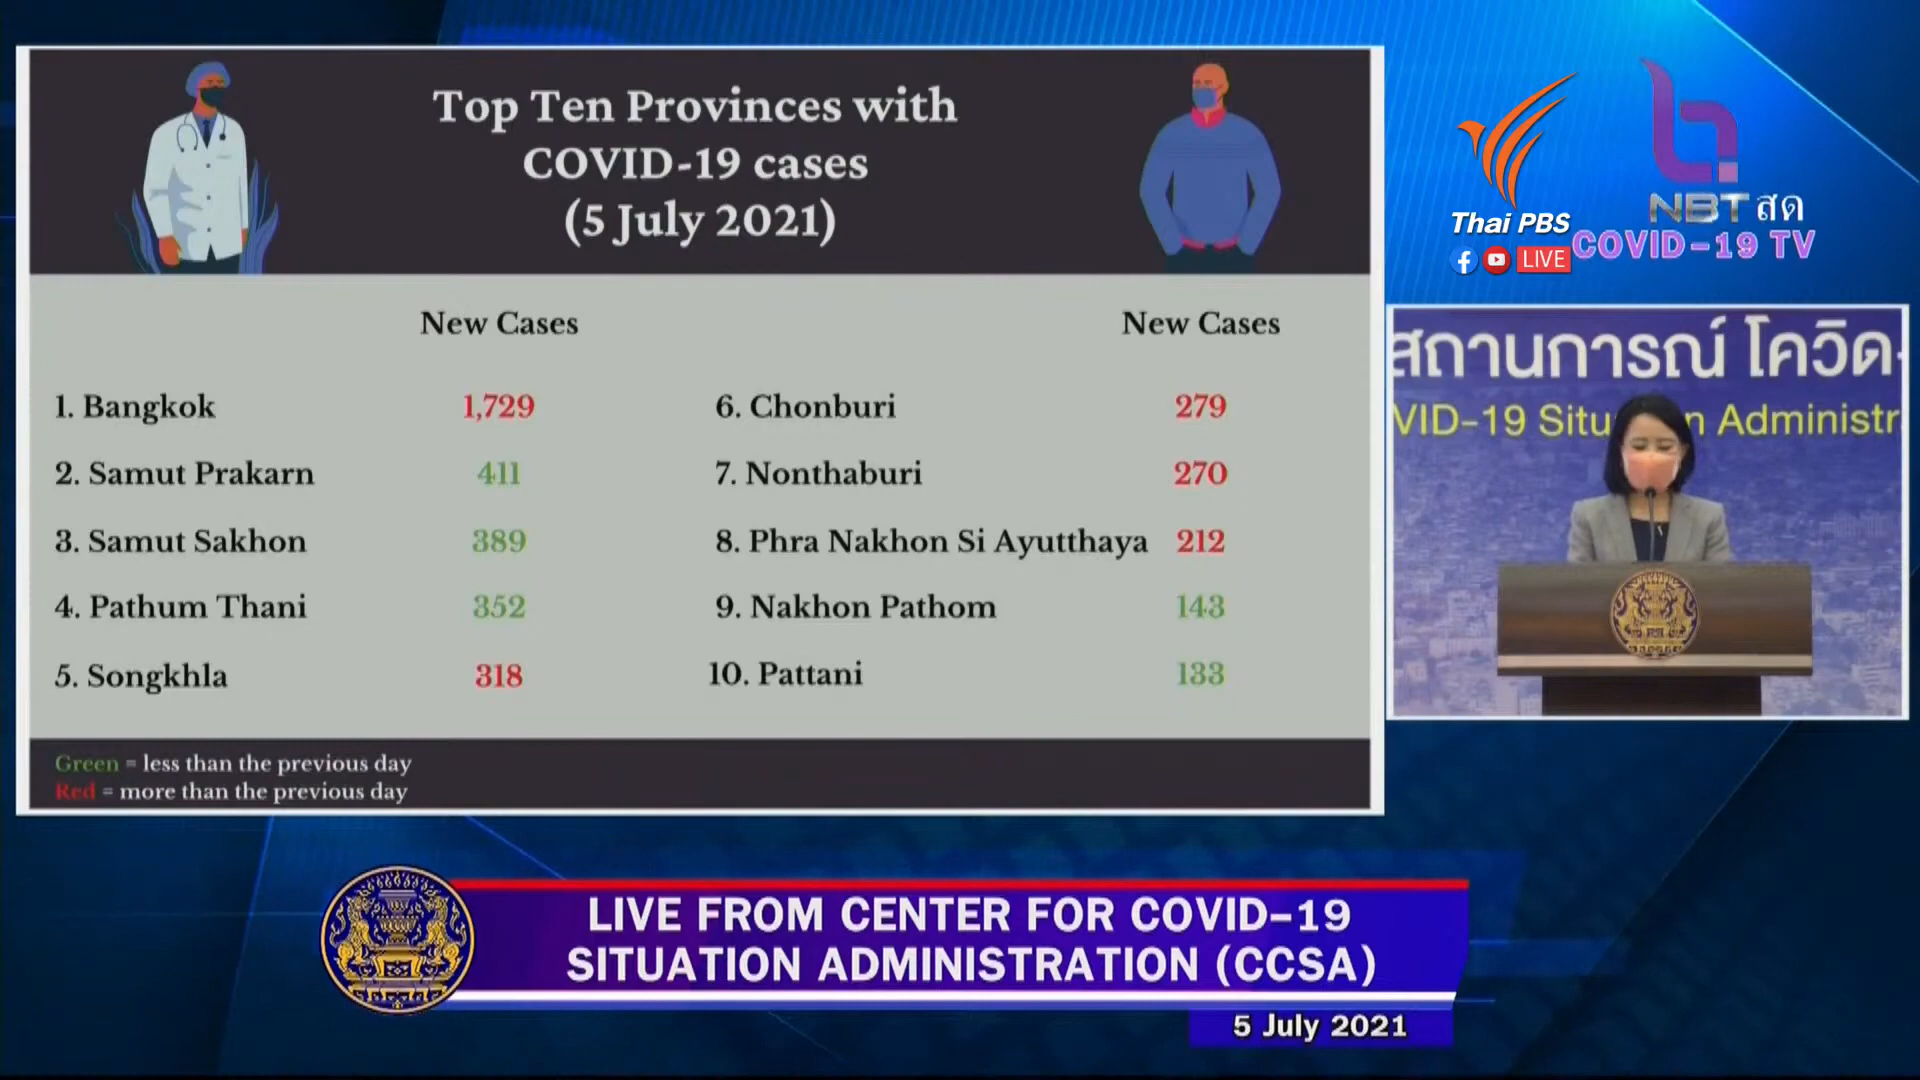 Top Ten Provinces with
COVID-19 cases
(5 July 2021)
New Cases
New Cases
1. Bangkok 1,729
2. Samut Prakarn 411
3. Samut Sakhon 389
4. Pathum Thani 352
5. Songkhla 318
6. Chonburi 279
7. Nonthaburi 270
8. Phra Nakhon Si Ayutthaya 212
9. Nakhon Pathom 143
10. Pattani 133
Green = less than the previous day
Red = more than the previous day
Thai PBS
LIVE
NBT สด
COVID-19 TV
สถานการณ์ โควิด-
VID-19 Situ n Administr
LIVE FROM CENTER FOR COVID-19
SITUATION ADMINISTRATION (CCSA)
5 July 2021